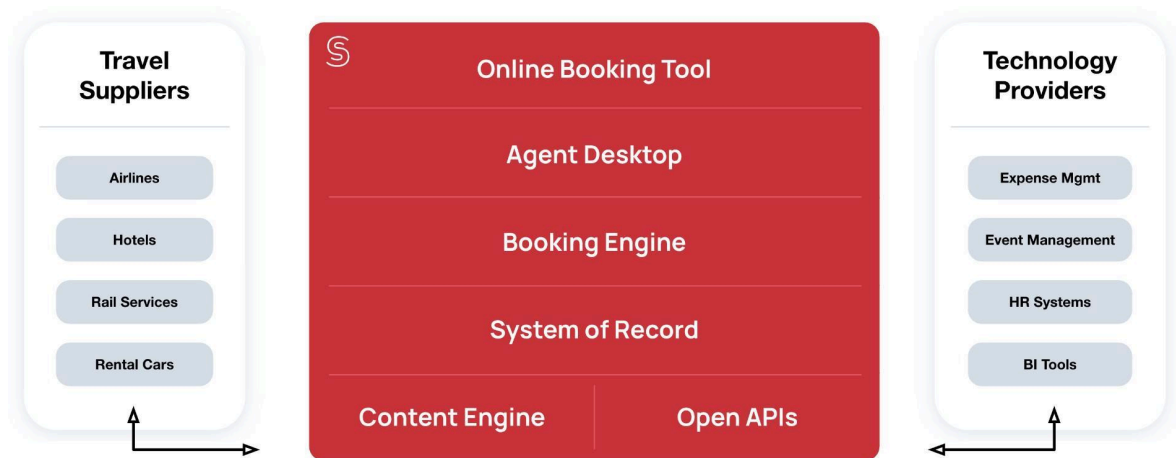 Travel
Suppliers
Airlines
Hotels
Rail Services
Rental Cars
S
Online Booking Tool
Agent Desktop
Booking Engine
System of Record
Content Engine
Open APIs
Technology
Providers
Expense Mgmt
Event Management
HR Systems
BI Tools